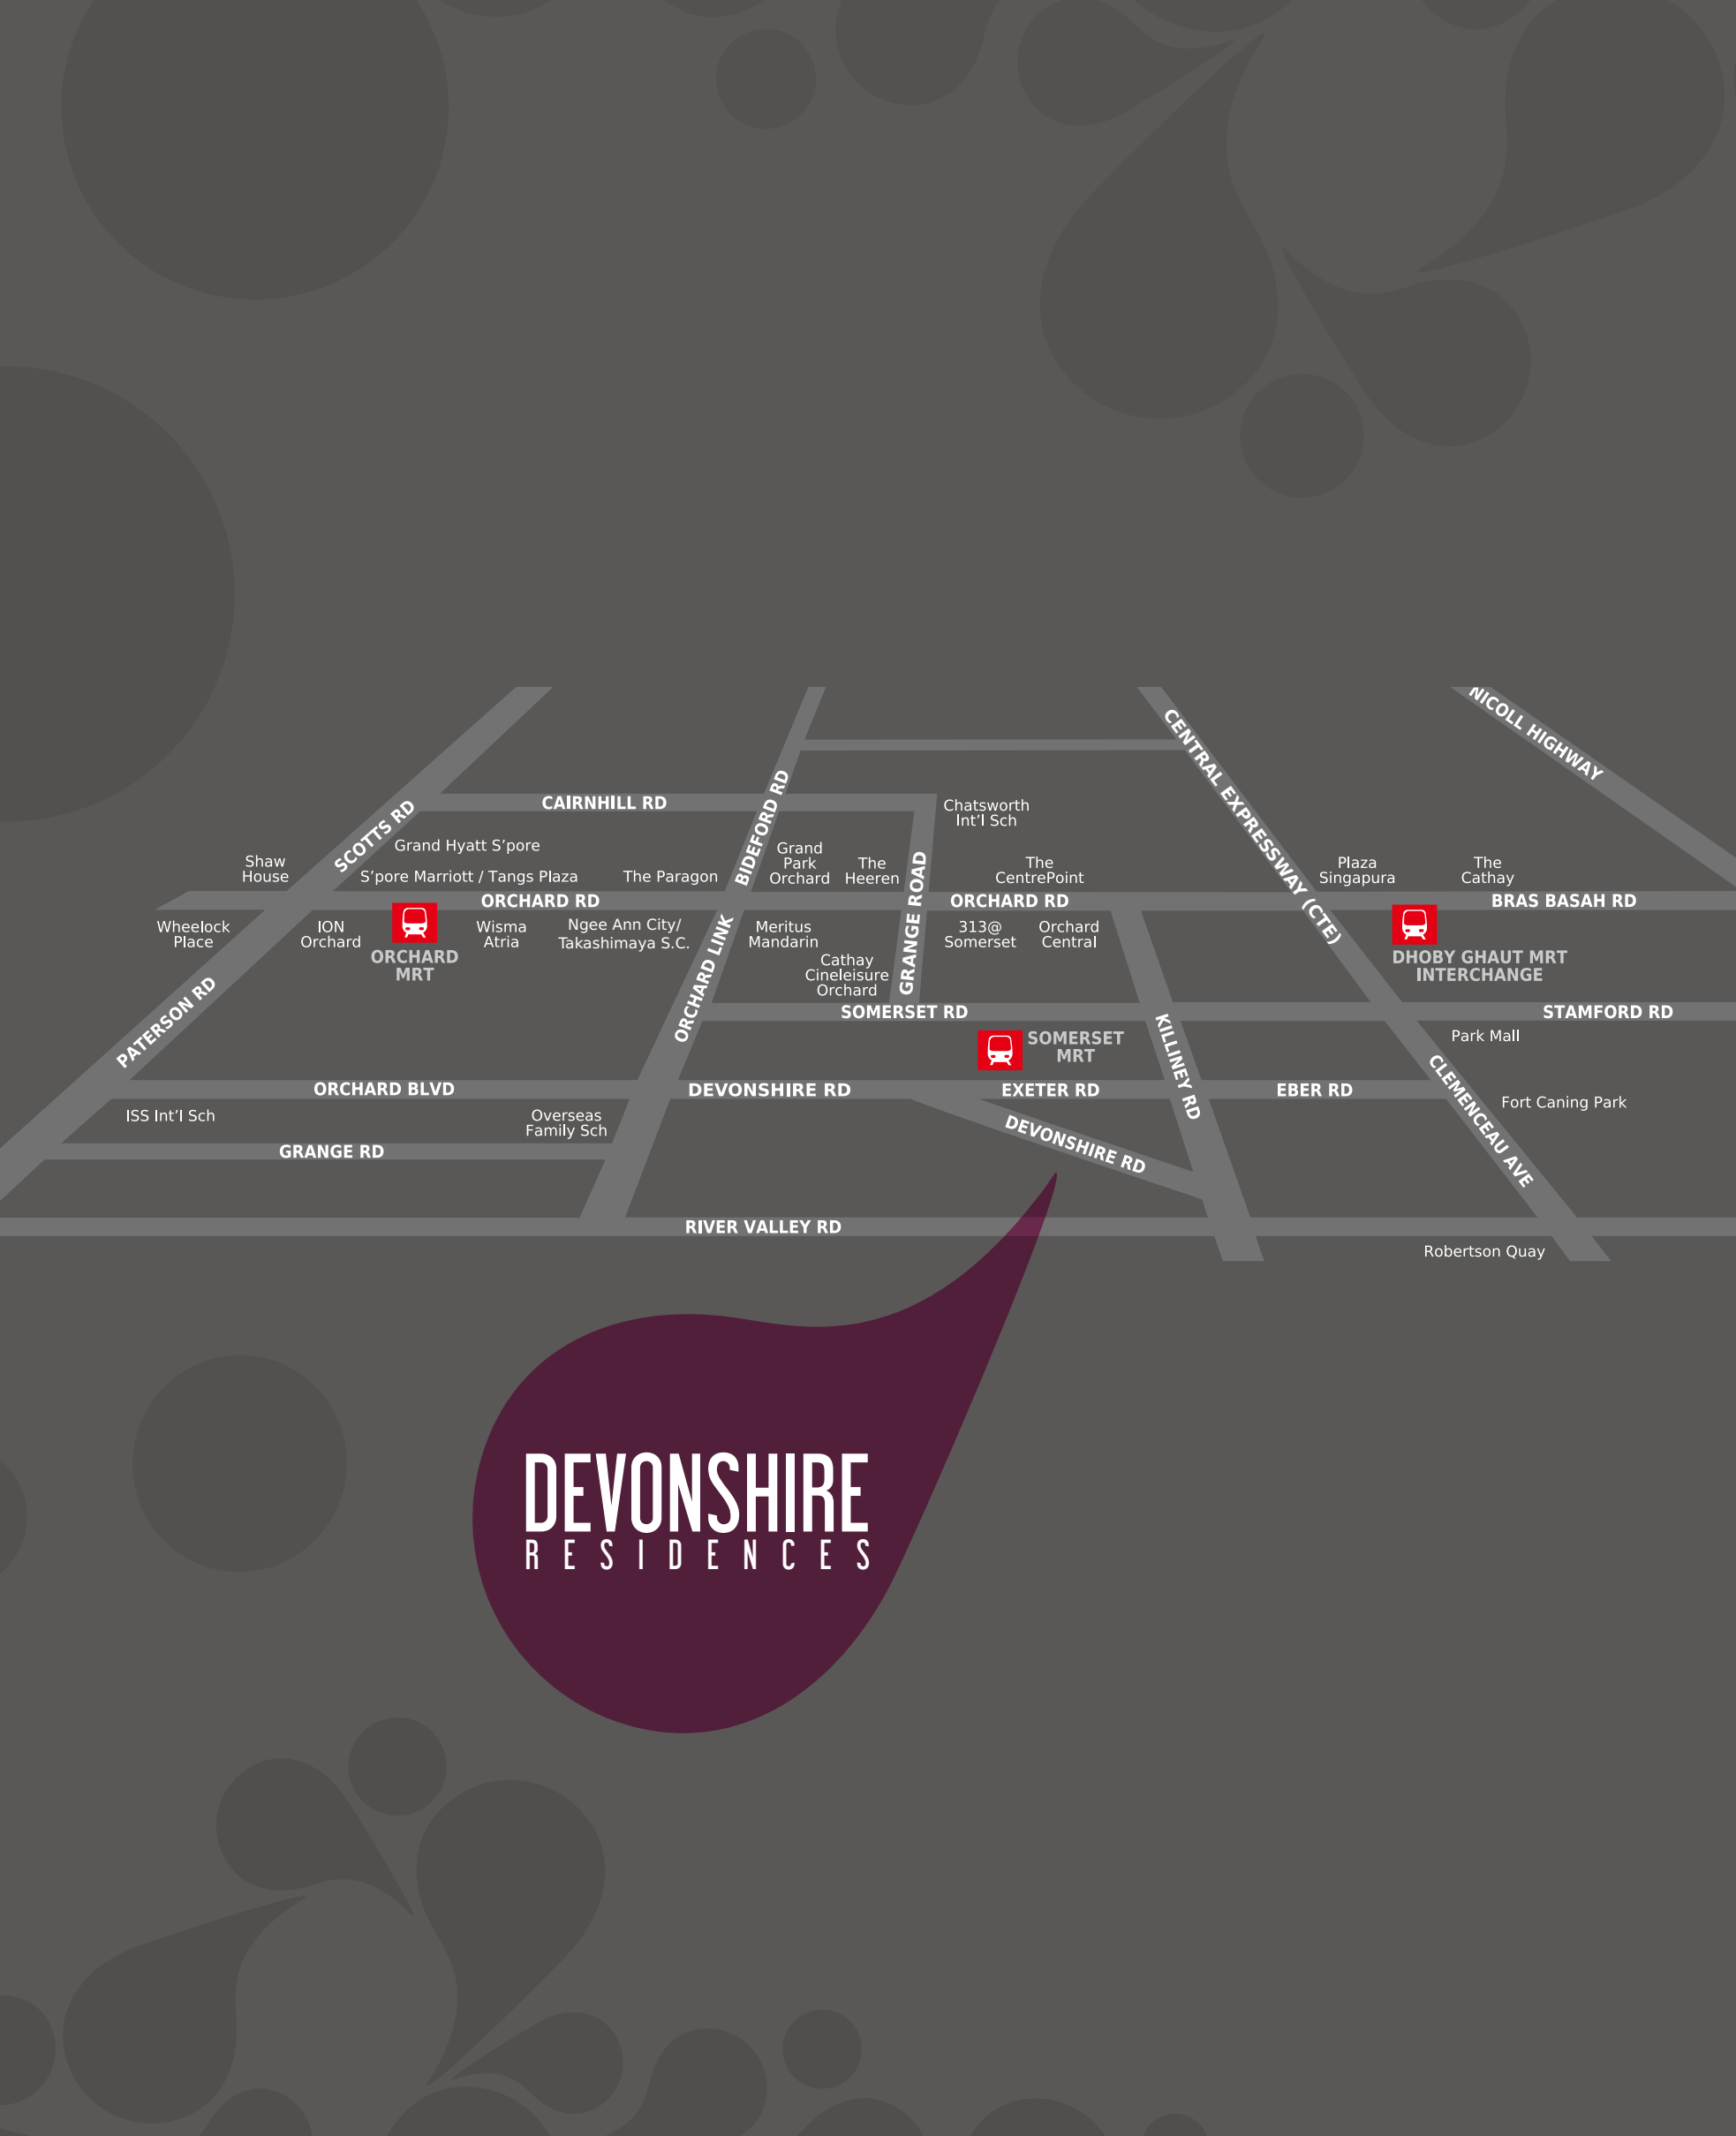 NICOLL HIGHWAY
CENTRAL EXPRESSWAY (CTE)
BIDEFORD RD
CAIRNHILL RD
SCOTTS RD
Chatsworth
Int’l Sch
Grand Hyatt S’pore
Shaw
House
S’pore Marriott / Tangs Plaza
The Paragon
Grand
Park
Orchard
The
Heeren
GRANGE ROAD
The
CentrePoint
Plaza
Singapura
The
Cathay
ORCHARD RD
ORCHARD RD
BRAS BASAH RD
Wheelock
Place
ION
Orchard
ORCHARD
MRT
Wisma
Atria
Ngee Ann City/
Takashimaya S.C.
ORCHARD LINK
Meritus
Mandarin
Cathay
Cineleisure
Orchard
313@
Somerset
Orchard
Central
DHOBY GHAUT MRT
INTERCHANGE
PATERSON RD
SOMERSET RD
STAMFORD RD
SOMERSET
MRT
KILLINEY RD
Park Mall
CLEMENCEAU AVE
ORCHARD BLVD
DEVONSHIRE RD
EXETER RD
EBER RD
Fort Caning Park
ISS Int’l Sch
Overseas
Family Sch
DEVONSHIRE RD
GRANGE RD
RIVER VALLEY RD
Robertson Quay
DEVONSHIRE
RESIDENCES